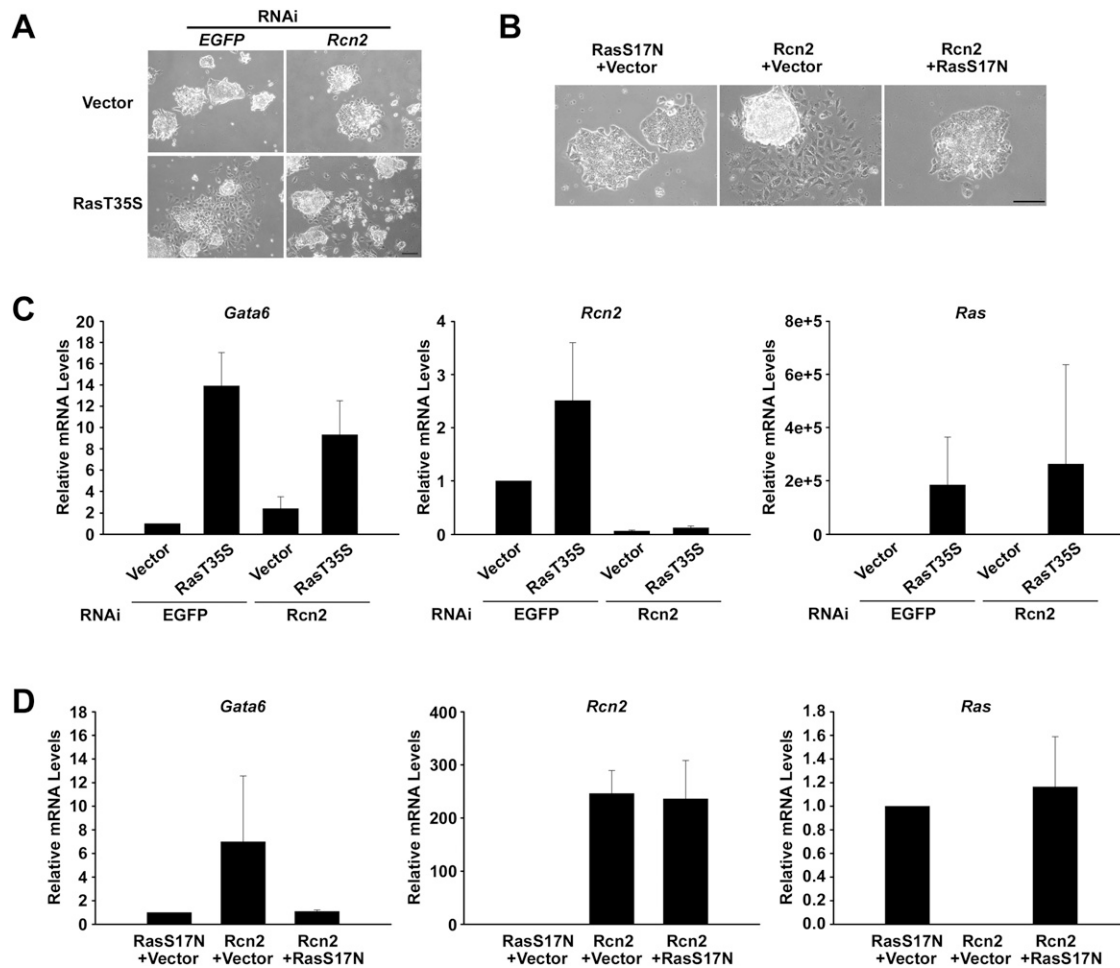 A
RNAi
EGFP Rcn2
Vector
RasT35S
B
RasS17N
+Vector
Rcn2
+Vector
Rcn2
+RasS17N
C
Gata6
Relative mRNA Levels
20
18
16
14
12
10
8
6
4
2
0
Vector
RasT35S
Vector
RasT35S
RNAi EGFP Rcn2
Rcn2
Relative mRNA Levels
4
3
2
1
0
Vector
RasT35S
Vector
RasT35S
RNAi EGFP Rcn2
Ras
Relative mRNA Levels
8e+5
6e+5
4e+5
2e+5
0
Vector
RasT35S
Vector
RasT35S
RNAi EGFP Rcn2
D
Gata6
Relative mRNA Levels
18
16
14
12
10
8
6
4
2
0
RasS17N
+Vector
Rcn2
+Vector
Rcn2
+RasS17N
Rcn2
Relative mRNA Levels
400
300
200
100
0
RasS17N
+Vector
Rcn2
+Vector
Rcn2
+RasS17N
Ras
Relative mRNA Levels
1.8
1.6
1.4
1.2
1.0
0.8
0.6
0.4
0.2
0.0
RasS17N
+Vector
Rcn2
+Vector
Rcn2
+RasS17N